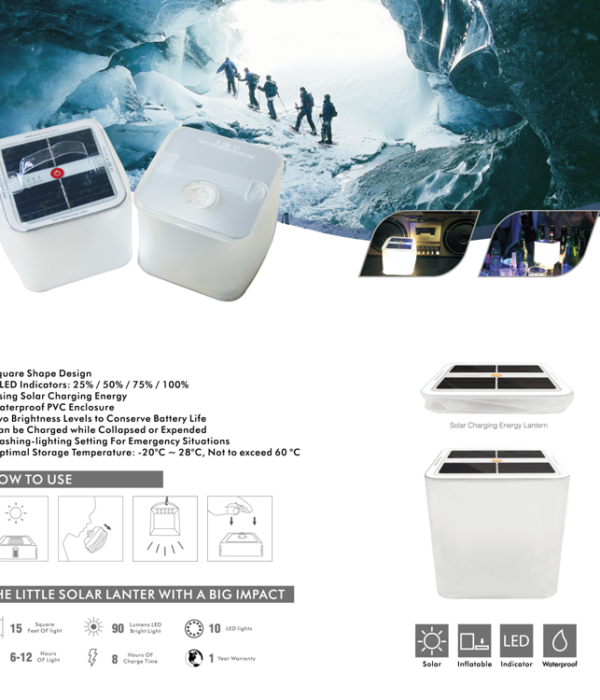 quare Shape Design
LED Indicators: 25% / 50% / 75% / 100%
sing Solar Charging Energy
aterproof PVC Enclosure
wo Brightness Levels to Conserve Battery Life
an be Charged while Collapsed or Expended
ashing-lighting Setting For Emergency Situations
ptimal Storage Temperature: -20°C ~ 28°C, Not to exceed 60 °C
Solar Charging Energy Lantern
OW TO USE
HE LITTLE SOLAR LANTER WITH A BIG IMPACT
15 Square Feet OF light
90 Lumens LED Bright Light
10 LED lights
6-12 Hours Of Light
8 Hours OF Charge Time
1 Year Warranty
LED
Solar Inflatable Indicator Waterproof